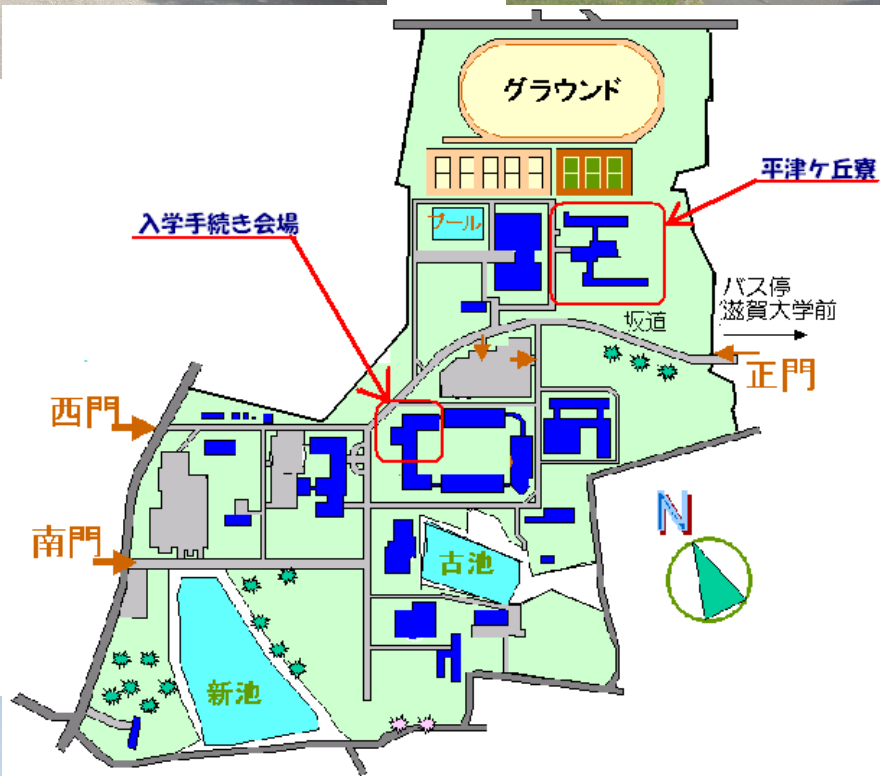 グラウンド
平津ケ丘寮
入学手続き会場
プール
バス停
滋賀大学前
坂道
正門
西門
N
南門
古池
新池